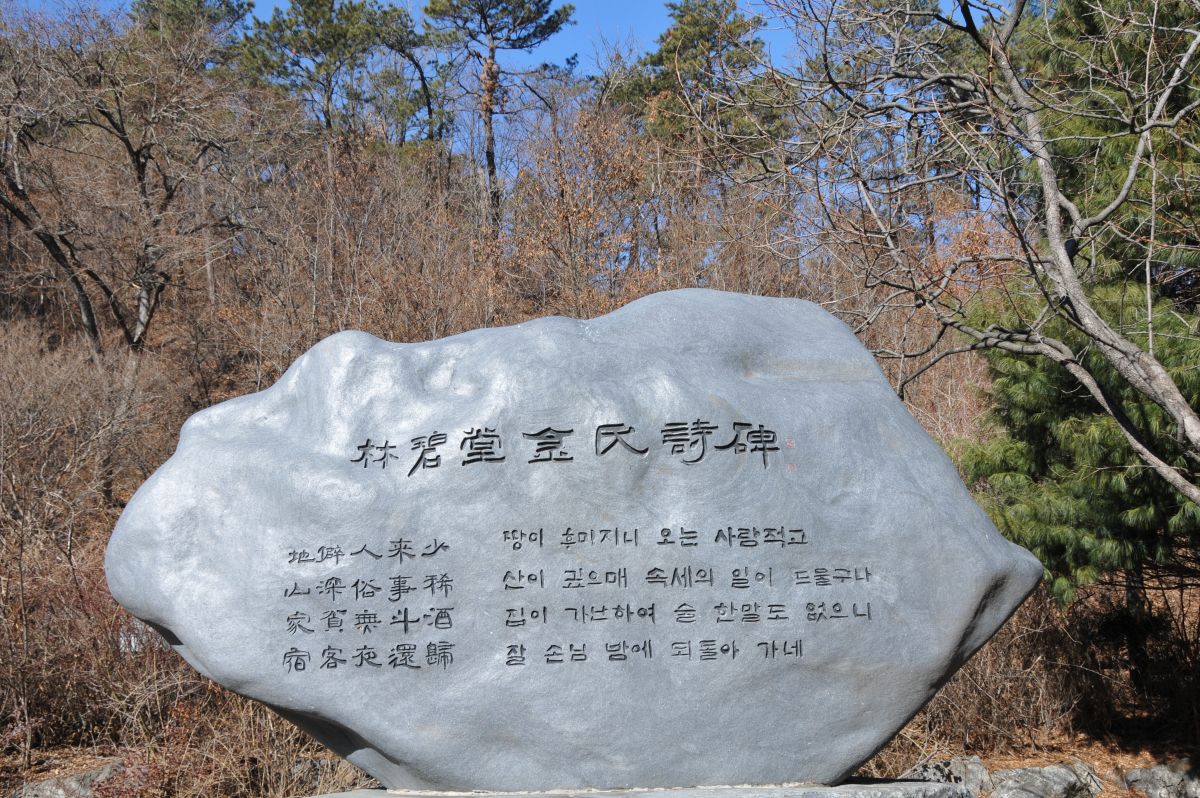 林碧堂金氏詩碑
地僻人来少
山深俗事稀
家貧無斗酒
宿客夜還歸
땅이 후미지니 오는 사람적고
산이 깊으매 속세의 일이 드물구나
집이 가난하여 술 한말도 없으니
잘 손님 밤에 되돌아 가네